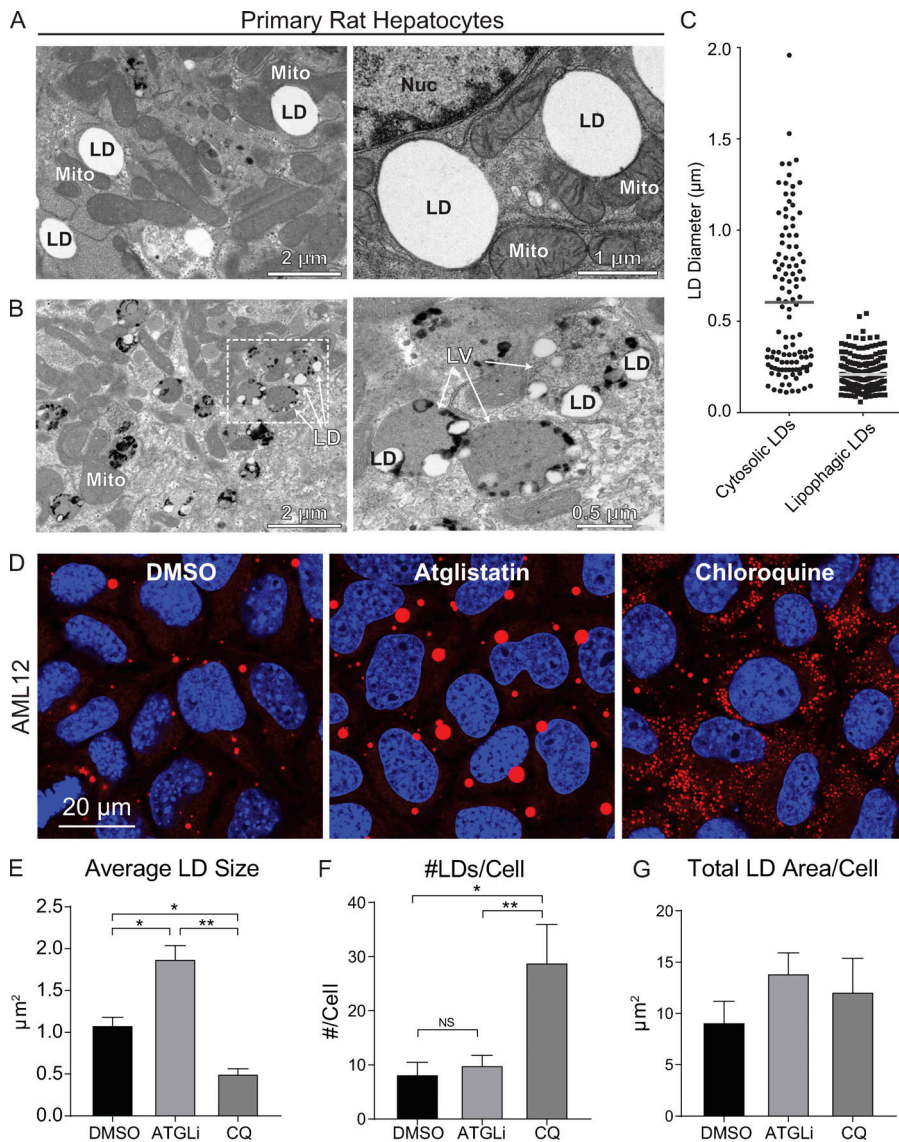 A
Primary Rat Hepatocytes
Mito
LD
LD
Mito
LD
2 µm
Nuc
LD
LD
Mito
Mito
1 µm
B
LD
Mito
2 µm
LV
LD
LD
LD
0.5 µm
C
LD Diameter (µm)
2.0
1.5
1.0
0.5
0.0
Cytosolic LDs
Lipophagic LDs
D
DMSO
Atglistatin
Chloroquine
AML12
20 µm
E
Average LD Size
µm²
2.5
2.0
1.5
1.0
0.5
0.0
*
*
**
DMSO
ATGLi
CQ
F
#LDs/Cell
#/Cell
40
30
20
10
0
*
**
NS
DMSO
ATGLi
CQ
G
Total LD Area/Cell
µm²
20
15
10
5
0
DMSO
ATGLi
CQ